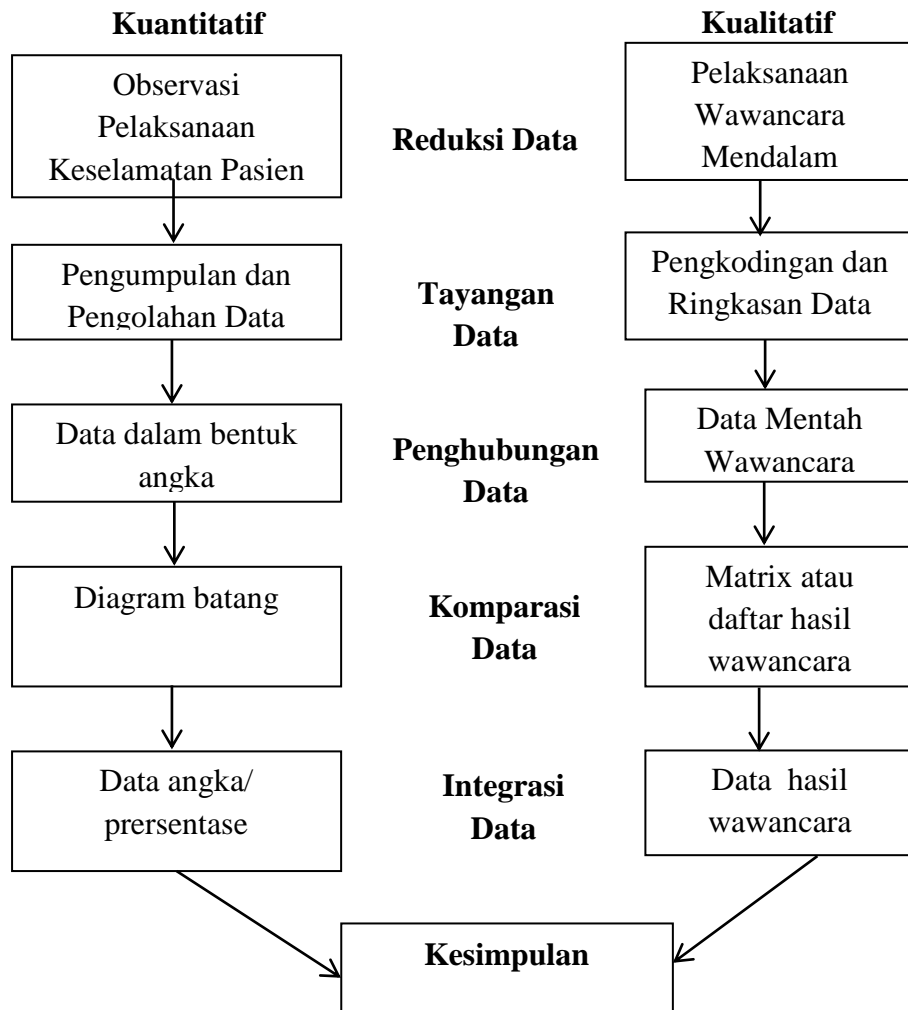 Kuantitatif
Kualitatif
Observasi
Pelaksanaan
Keselamatan Pasien
Reduksi Data
Pelaksanaan
Wawancara
Mendalam
Pengumpulan dan
Pengolahan Data
Tayangan
Data
Pengkodingan dan
Ringkasan Data
Data dalam bentuk
angka
Penghubungan
Data
Data Mentah
Wawancara
Diagram batang
Komparasi
Data
Matrix atau
daftar hasil
wawancara
Data angka/
prersentase
Integrasi
Data
Data hasil
wawancara
Kesimpulan